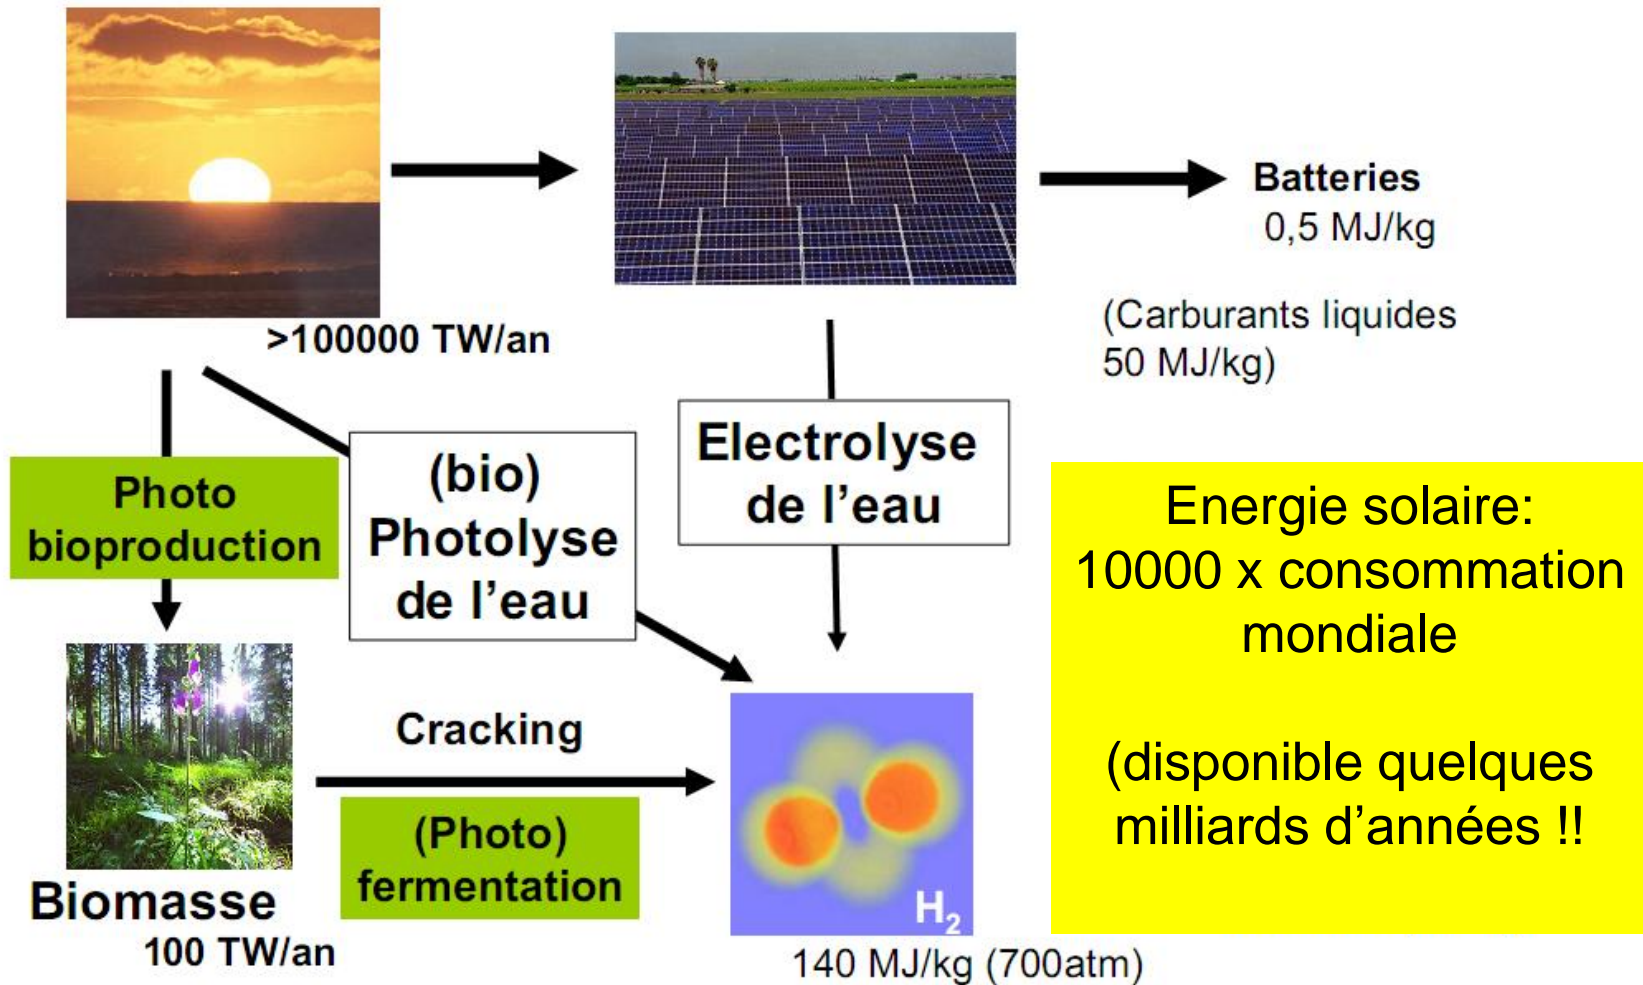 >100000 TW/an
Batteries
0,5 MJ/kg
(Carburants liquides
50 MJ/kg)
Photo
bioproduction
(bio)
Photolyse
de l’eau
Electrolyse
de l’eau
Energie solaire:
10000 x consommation
mondiale
(disponible quelques
milliards d’années !!
Cracking
(Photo)
fermentation
Biomasse
100 TW/an
H₂
140 MJ/kg (700atm)